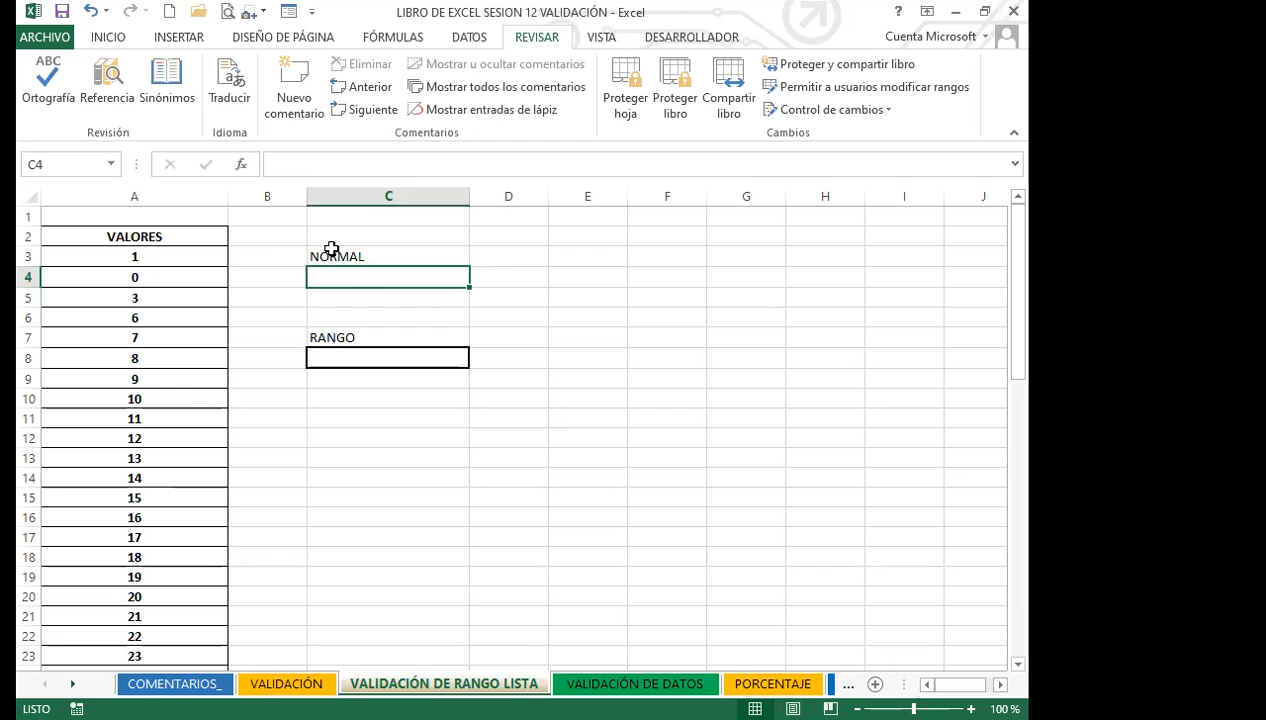 LIBRO DE EXCEL SESION 12 VALIDACIÓN - Excel
?
ARCHIVO INICIO INSERTAR DISEÑO DE PÁGINA FÓRMULAS DATOS REVISAR VISTA DESARROLLADOR Cuenta Microsoft
ABC
Ortografía Referencia Sinónimos
Revisión
Traducir
Idioma
Nuevo comentario
Eliminar
Anterior
Siguiente
Mostrar u ocultar comentarios
Mostrar todos los comentarios
Mostrar entradas de lápiz
Comentarios
Proteger hoja
Proteger libro
Compartir libro
Proteger y compartir libro
Permitir a usuarios modificar rangos
Control de cambios
Cambios
C4 fx
A B C D E F G H I J
1
2 VALORES
3 1 NORMAL
4 0
5 3
6 6
7 7 RANGO
8 8
9 9
10 10
11 11
12 12
13 13
14 14
15 15
16 16
17 17
18 18
19 19
20 20
21 21
22 22
23 23
COMENTARIOS_ VALIDACIÓN VALIDACIÓN DE RANGO LISTA VALIDACIÓN DE DATOS PORCENTAJE ...
LISTO 100 %